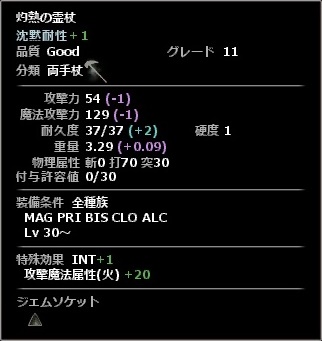 灼熱の霊杖
沈黙耐性+1
品質 Good グレード 11
分類 両手杖
攻撃力 54 (-1)
魔法攻撃力 129 (-1)
耐久度 37/37 (+2) 硬度 1
重量 3.29 (+0.09)
物理属性 斬0 打70 突30
付与許容値 0/30
装備条件 全種族
MAG PRI BIS CLO ALC
Lv 30～
特殊効果 INT+1
攻撃魔法属性(火) +20
ジェムソケット